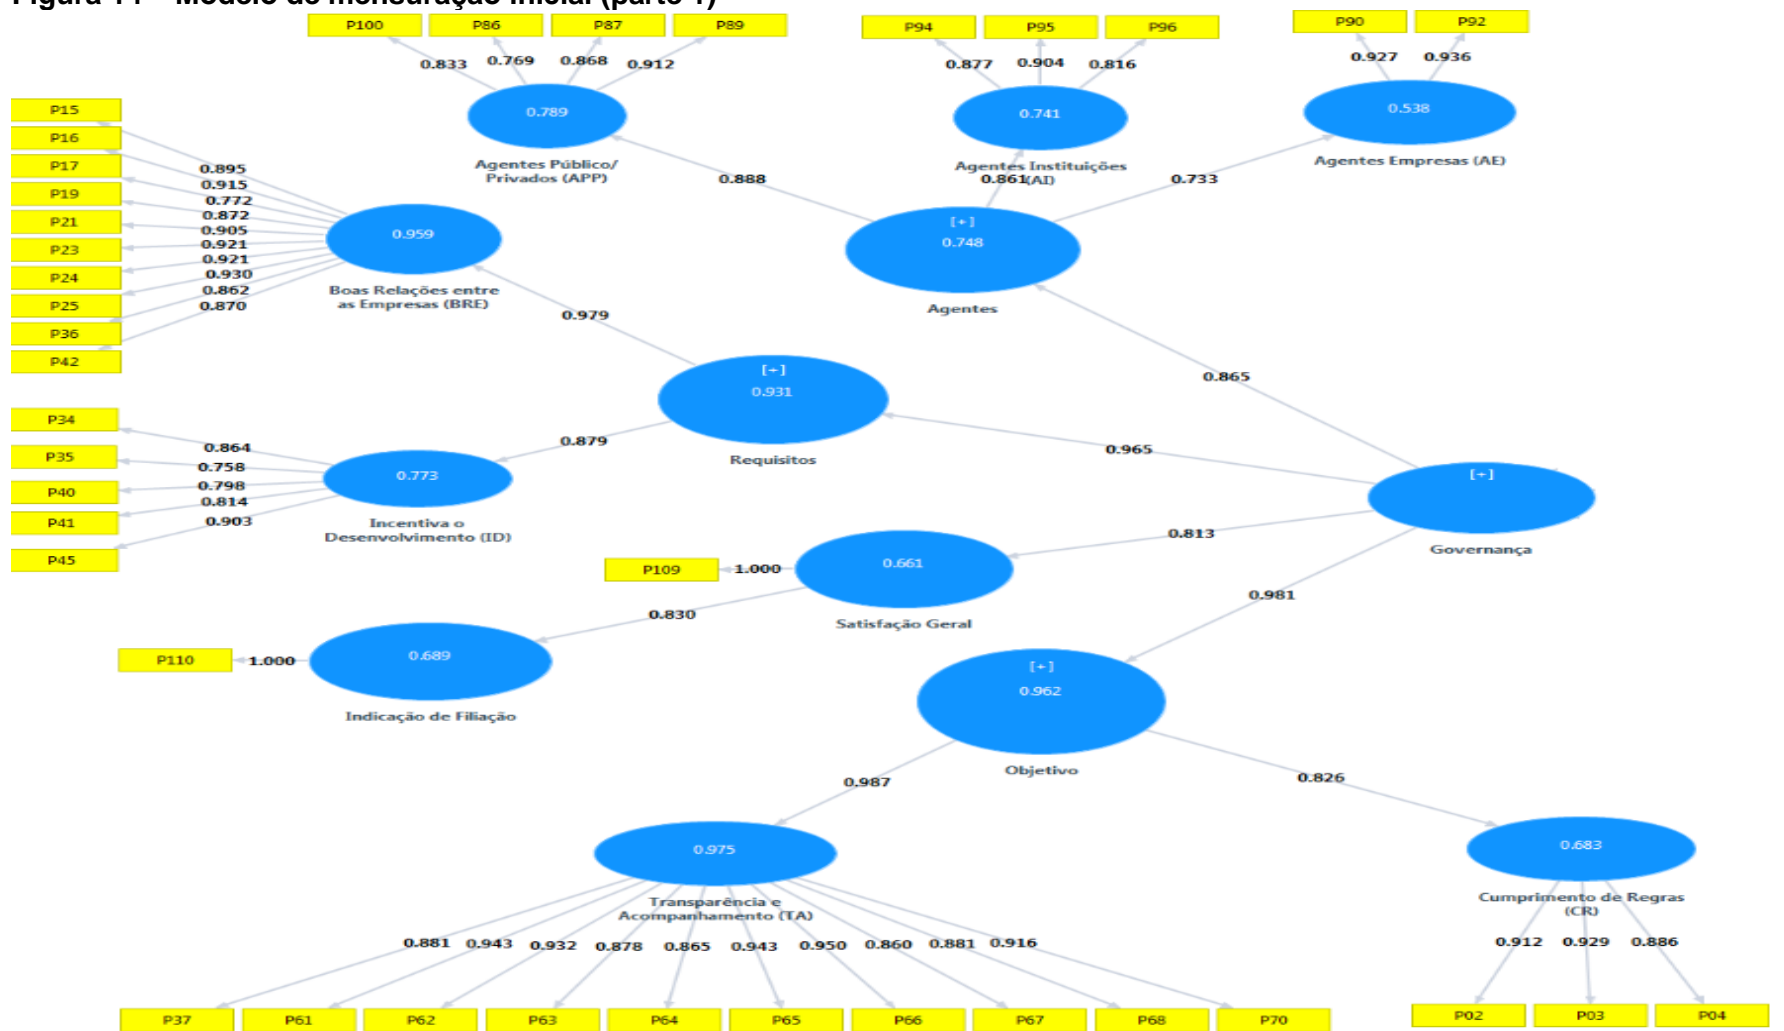 P100 P86 P87 P89
P94 P95 P96
P90 P92
0.833 0.769 0.868 0.912
0.877 0.904 0.816
0.927 0.936
0.789
0.741
0.538
Agentes Público/
Privados (APP)
Agentes Instituições
(AI)
Agentes Empresas (AE)
P15
P16
P17
P19
P21
P23
P24
P25
P36
P42
0.895
0.915
0.772
0.872
0.905
0.921
0.921
0.930
0.862
0.870
0.959
Boas Relações entre
as Empresas (BRE)
0.888
0.861
0.733
[+]
0.748
Agentes
0.979
0.865
[+]
0.931
Requisitos
P34
P35
P40
P41
P45
0.864
0.758
0.798
0.814
0.903
0.773
Incentiva o
Desenvolvimento (ID)
0.879
0.965
[+]
Governança
0.813
0.981
P109
1.000
0.661
Satisfação Geral
0.830
P110
1.000
0.689
Indicação de Filiação
[+]
0.962
Objetivo
0.987
0.826
0.975
Transparência e
Acompanhamento (TA)
0.683
Cumprimento de Regras
(CR)
0.881 0.943 0.932 0.878 0.865 0.943 0.950 0.860 0.881 0.916
0.912 0.929 0.886
P37 P61 P62 P63 P64 P65 P66 P67 P68 P70
P02 P03 P04